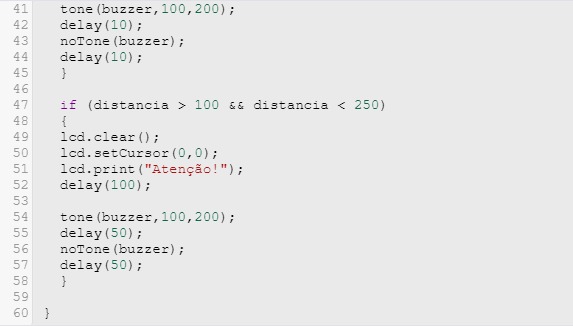 41 tone(buzzer,100,200);
42 delay(10);
43 noTone(buzzer);
44 delay(10);
45 }
46
47 if (distancia > 100 && distancia < 250)
48 {
49 lcd.clear();
50 lcd.setCursor(0,0);
51 lcd.print("Atenção!");
52 delay(100);
53
54 tone(buzzer,100,200);
55 delay(50);
56 noTone(buzzer);
57 delay(50);
58 }
59
60 }